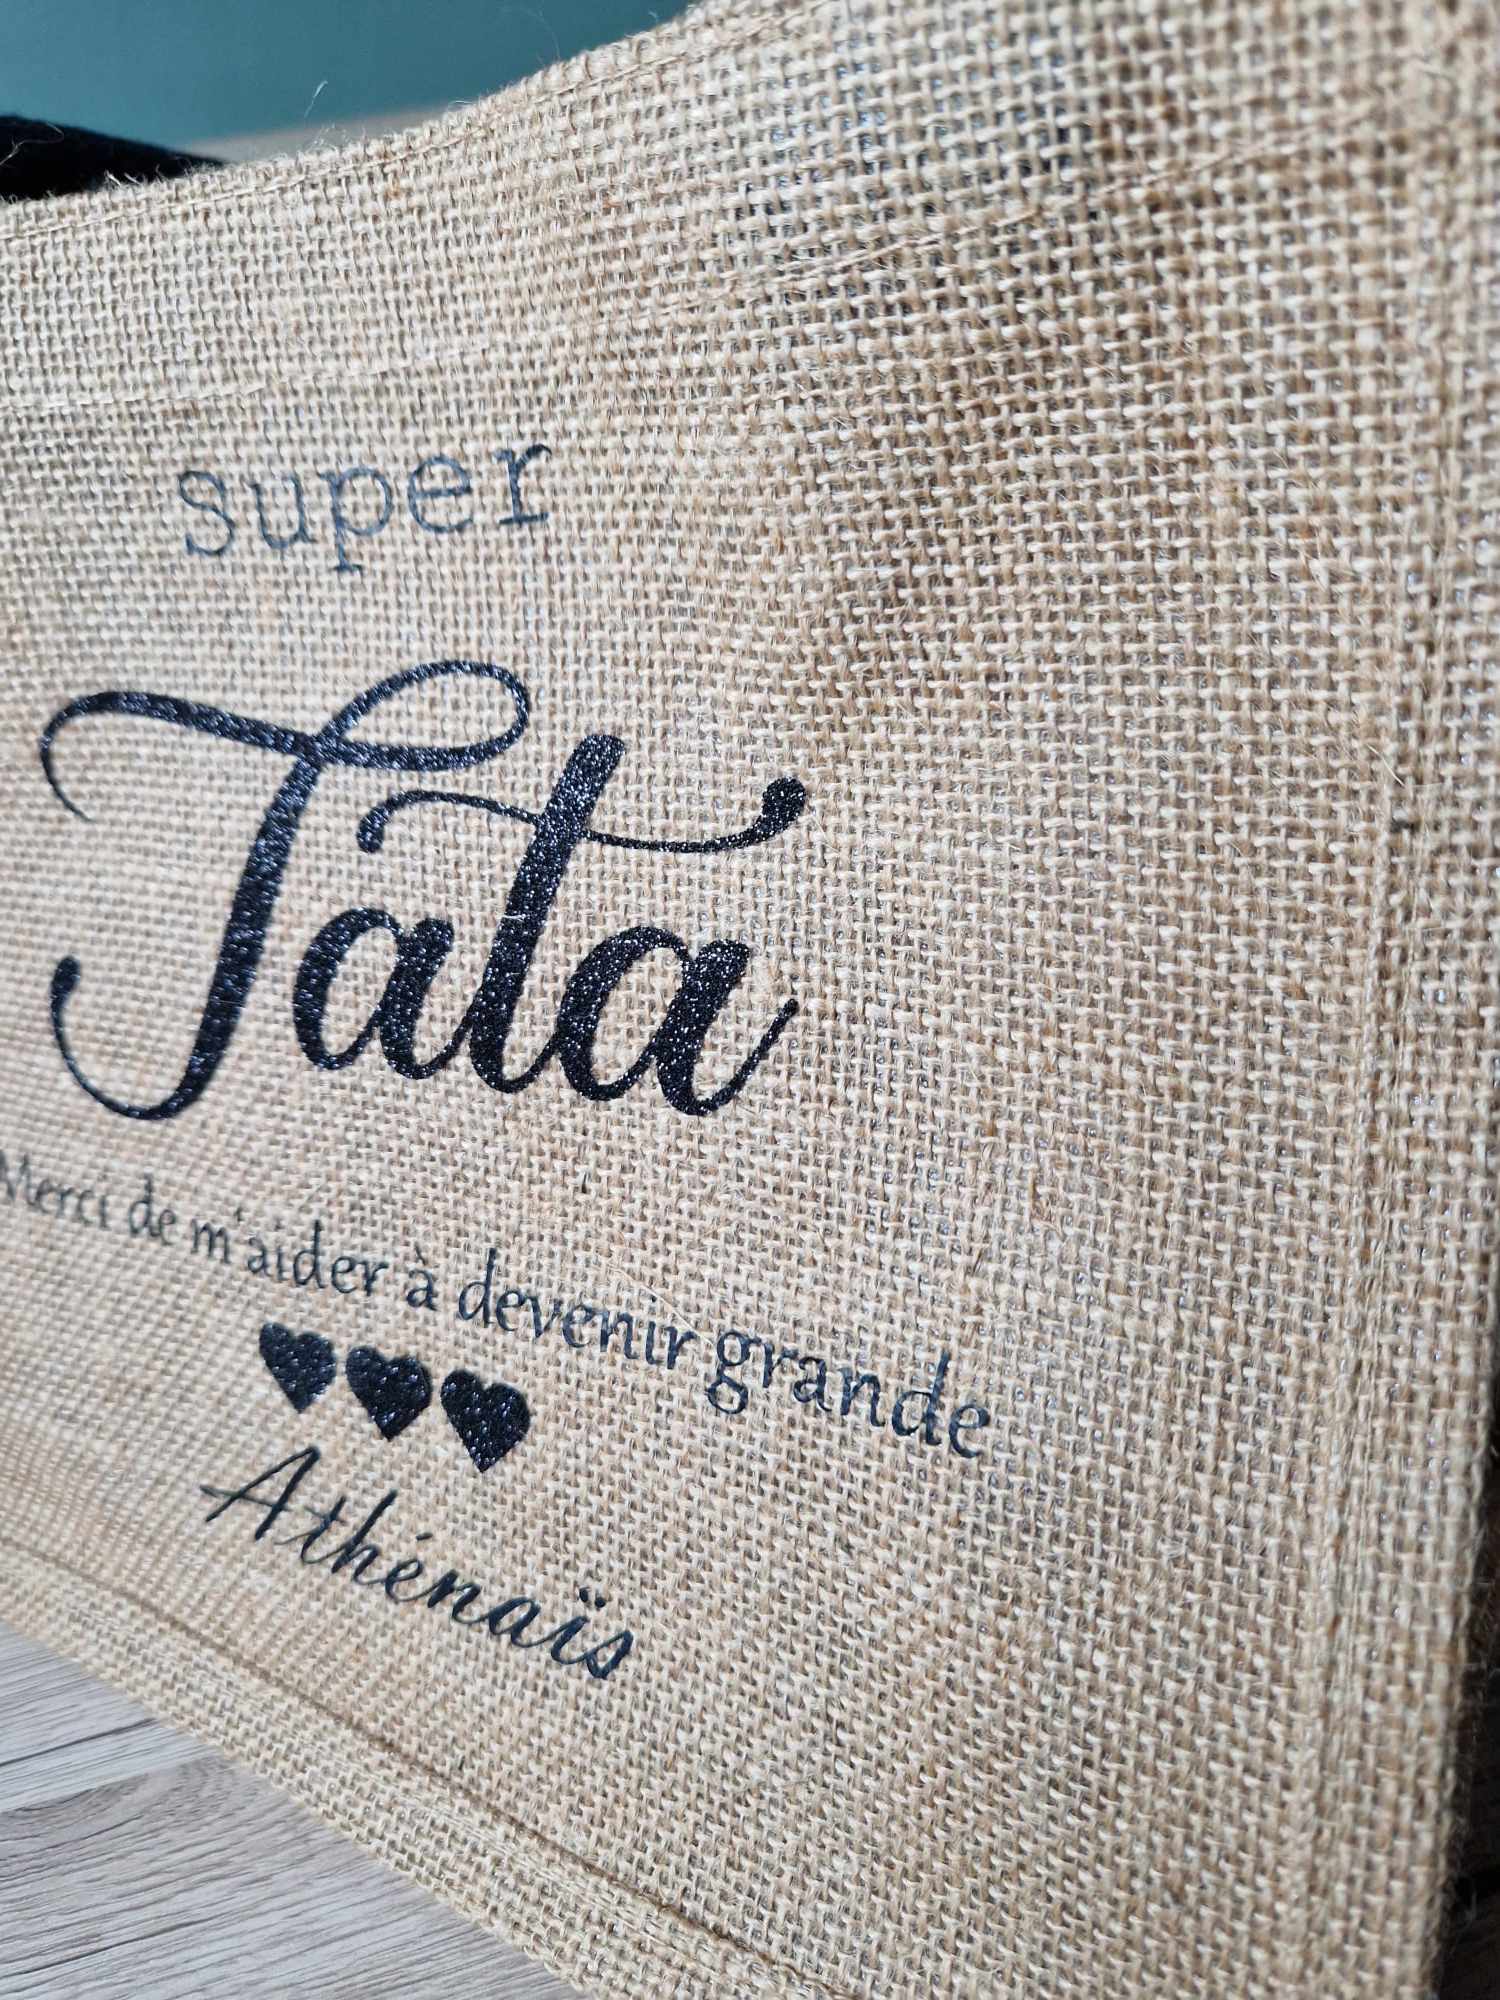 super
Tata
Merci de m'aider à devenir grande
Athénaïs